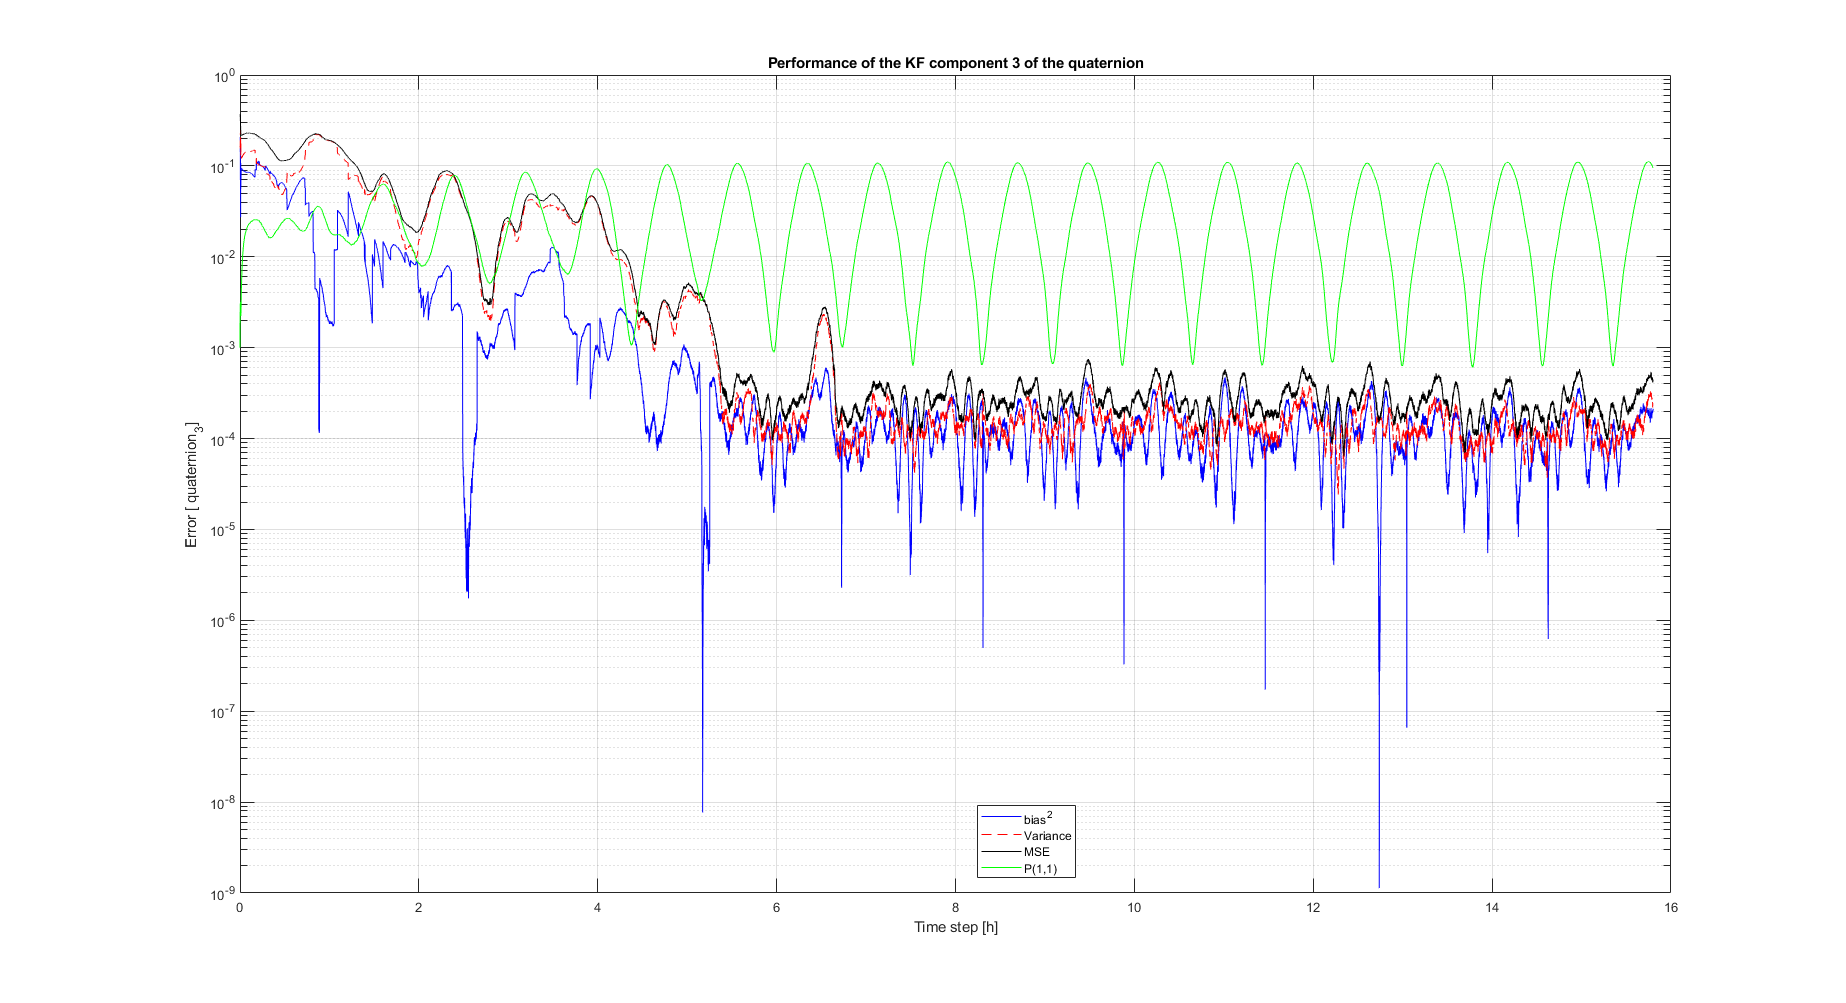 Performance of the KF component 3 of the quaternion
10^0
10^-1
10^-2
10^-3
10^-4
10^-5
10^-6
10^-7
10^-8
10^-9
Error [ quaternion_3]
bias^2
Variance
MSE
P(1,1)
0 2 4 6 8 10 12 14 16
Time step [h]